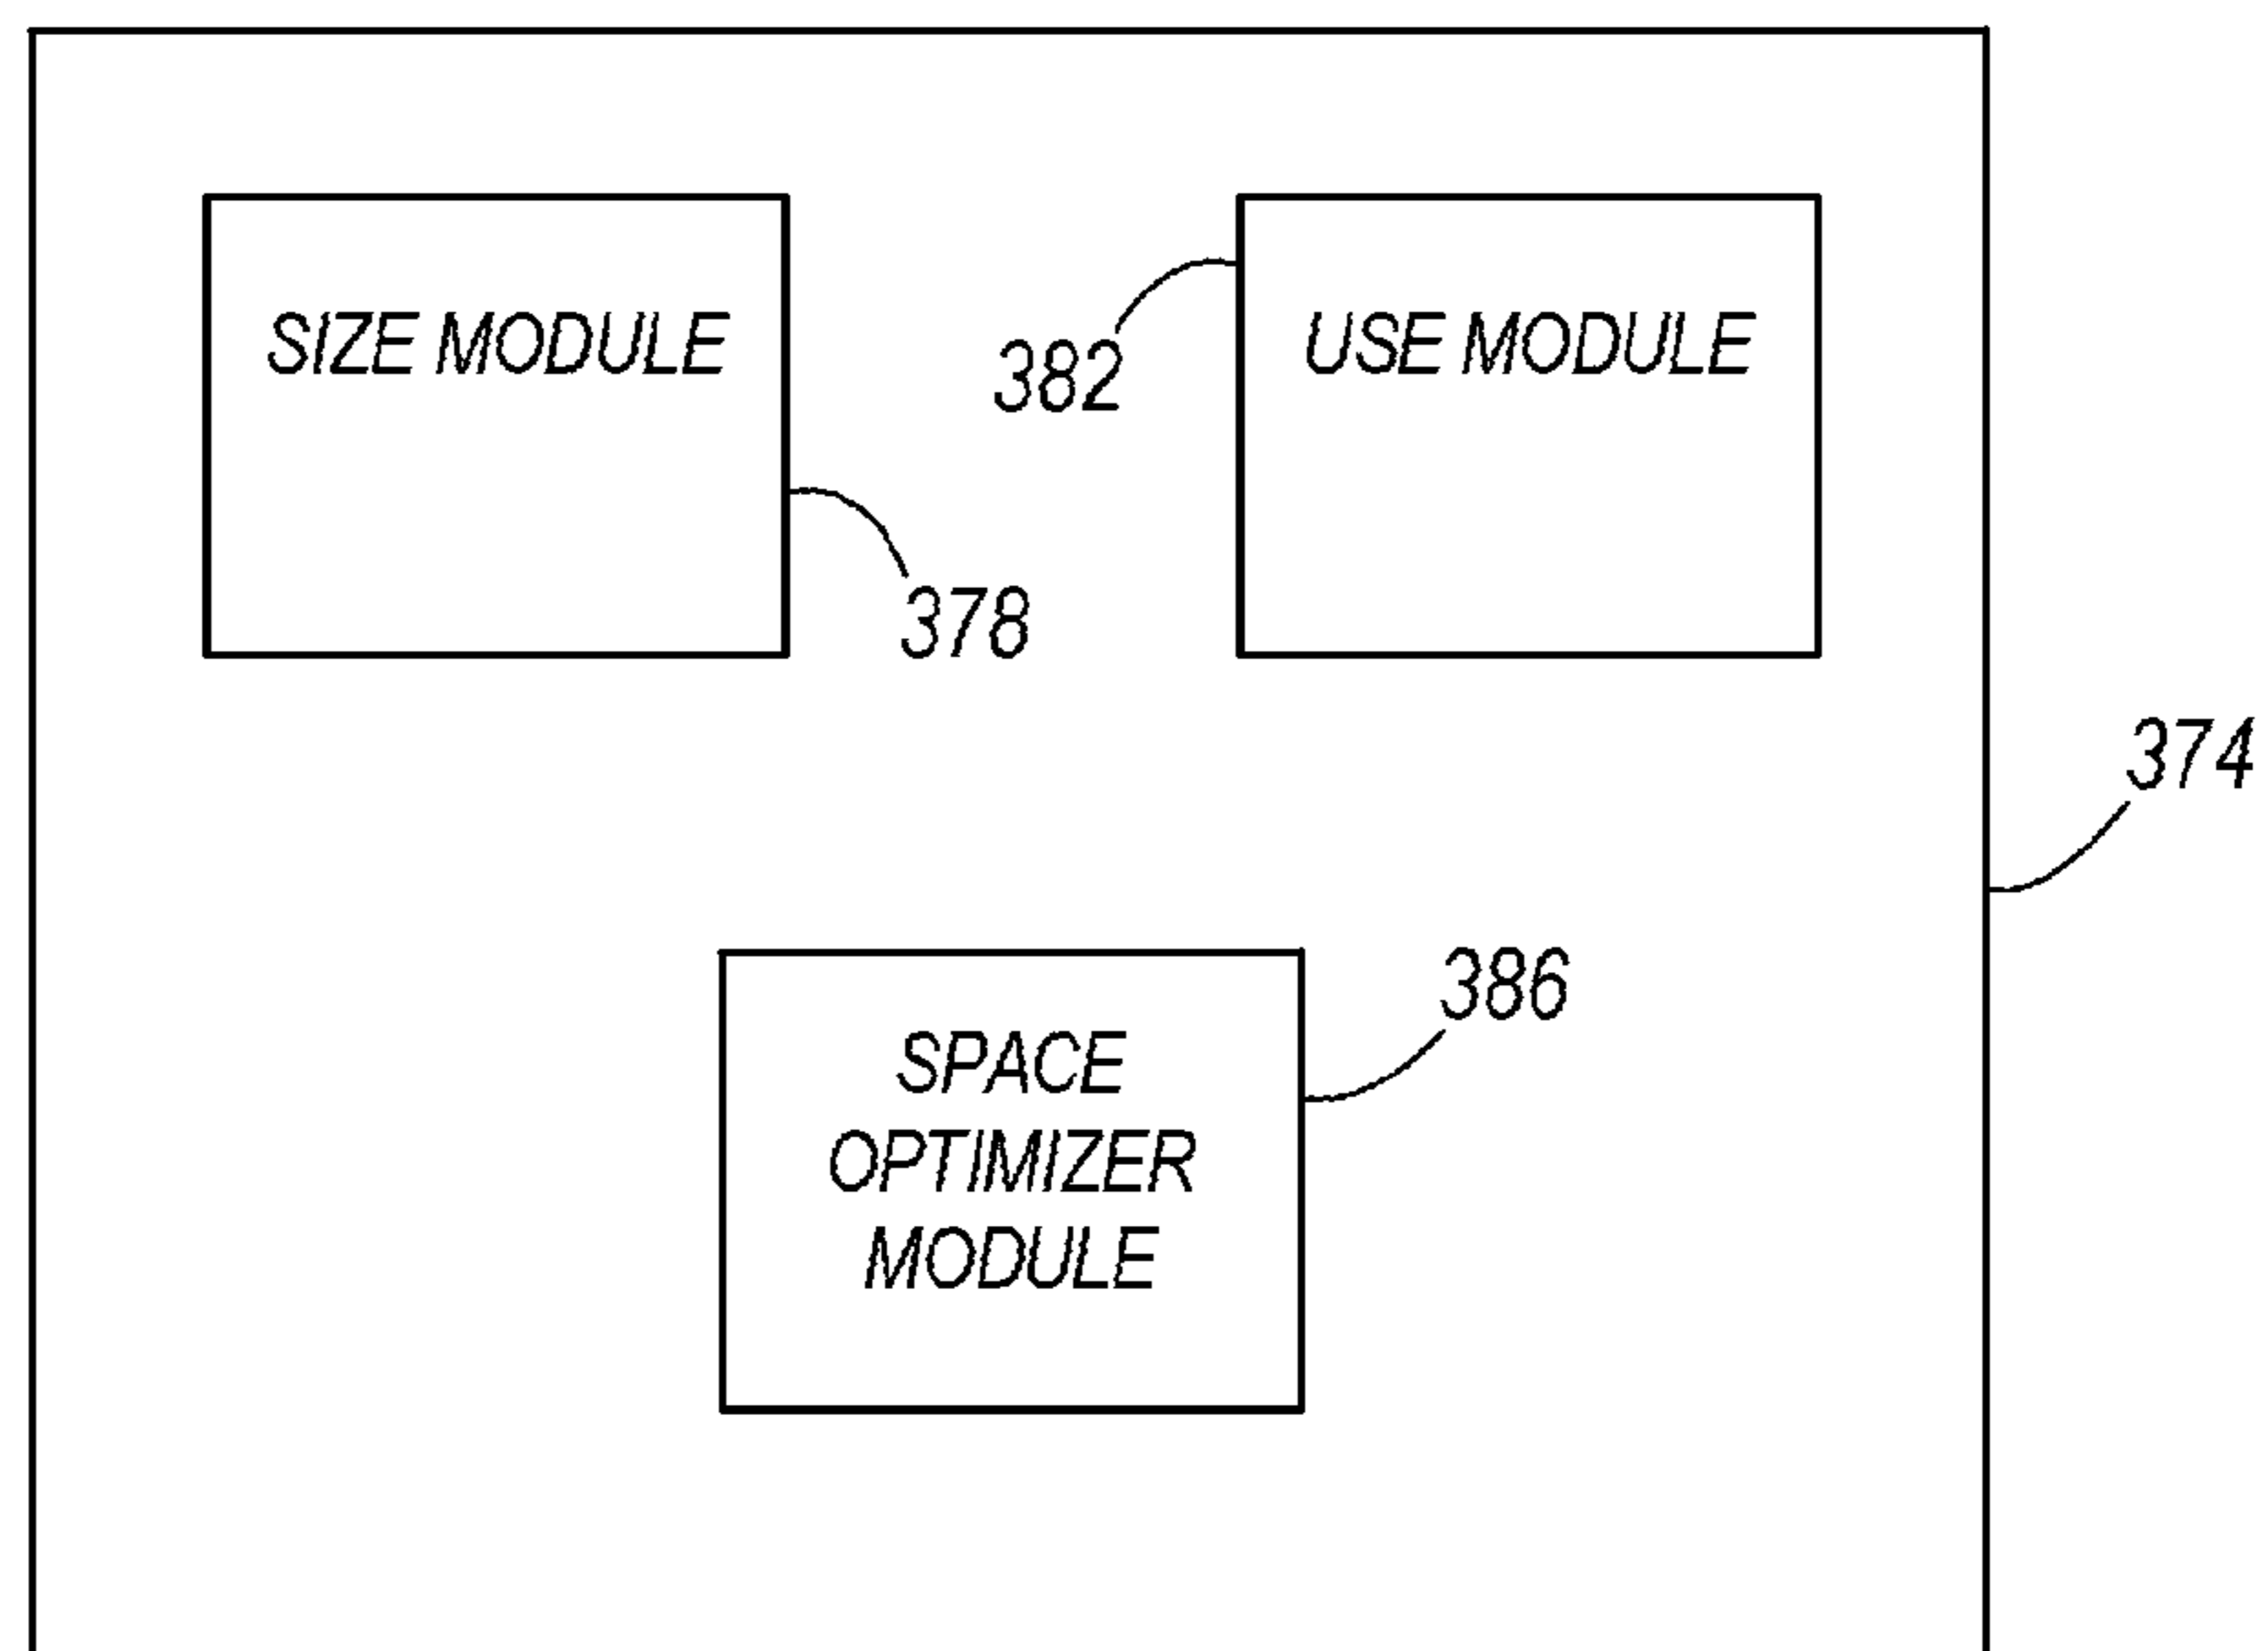 SIZE MODULE
382
USE MODULE
378
374
386
SPACE
OPTIMIZER
MODULE